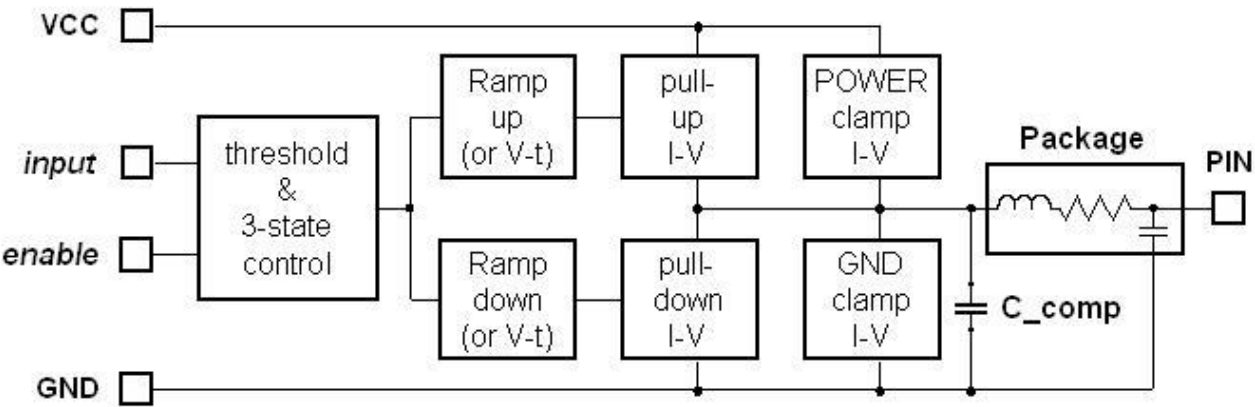 VCC
input
enable
GND
threshold
&
3-state
control
Ramp
up
(or V-t)
Ramp
down
(or V-t)
pull-
up
I-V
pull-
down
I-V
POWER
clamp
I-V
GND
clamp
I-V
C_comp
Package
PIN